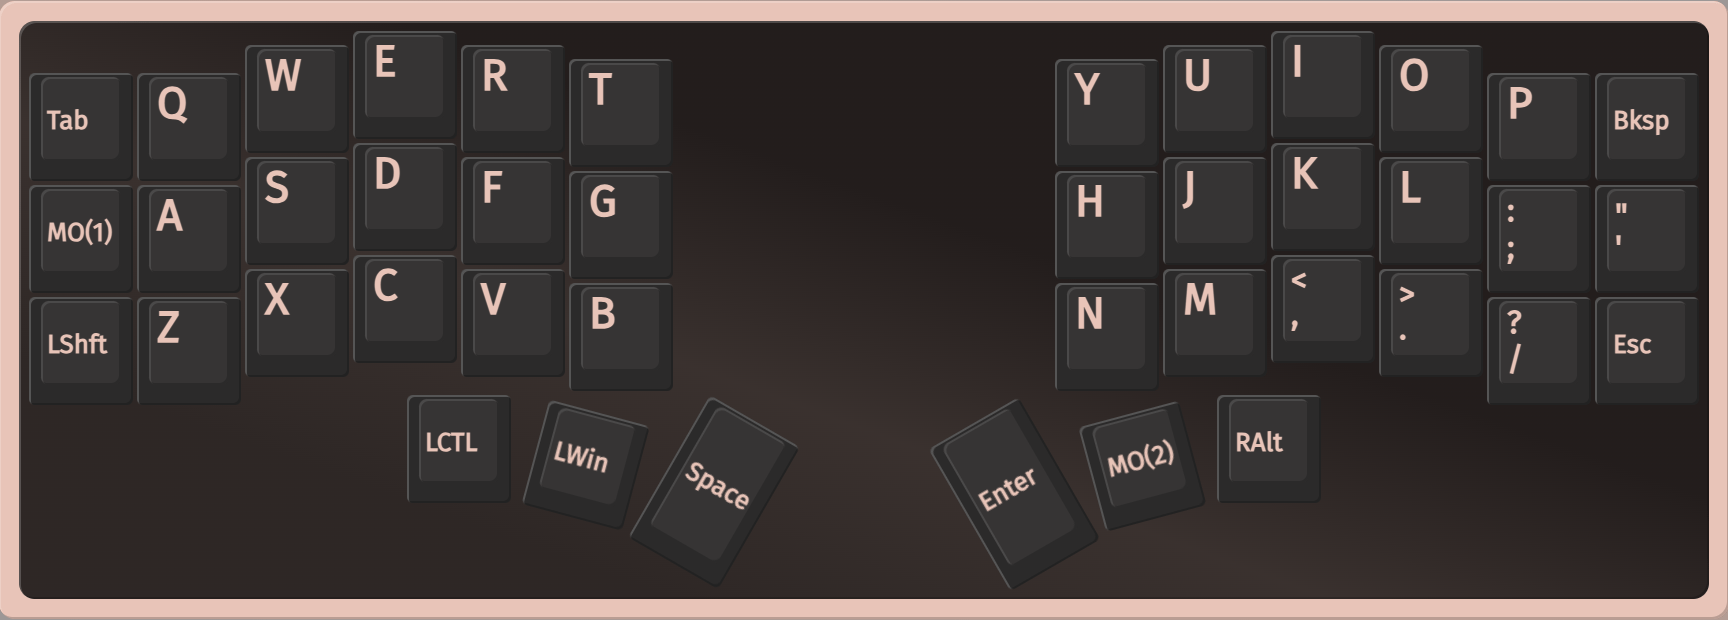 Tab Q W E R T Y U I O P Bksp
MO(1) A S D F G H J K L : ; " '
LShft Z X C V B N M < , > . ? / Esc
LCTL LWin Space Enter MO(2) RAlt